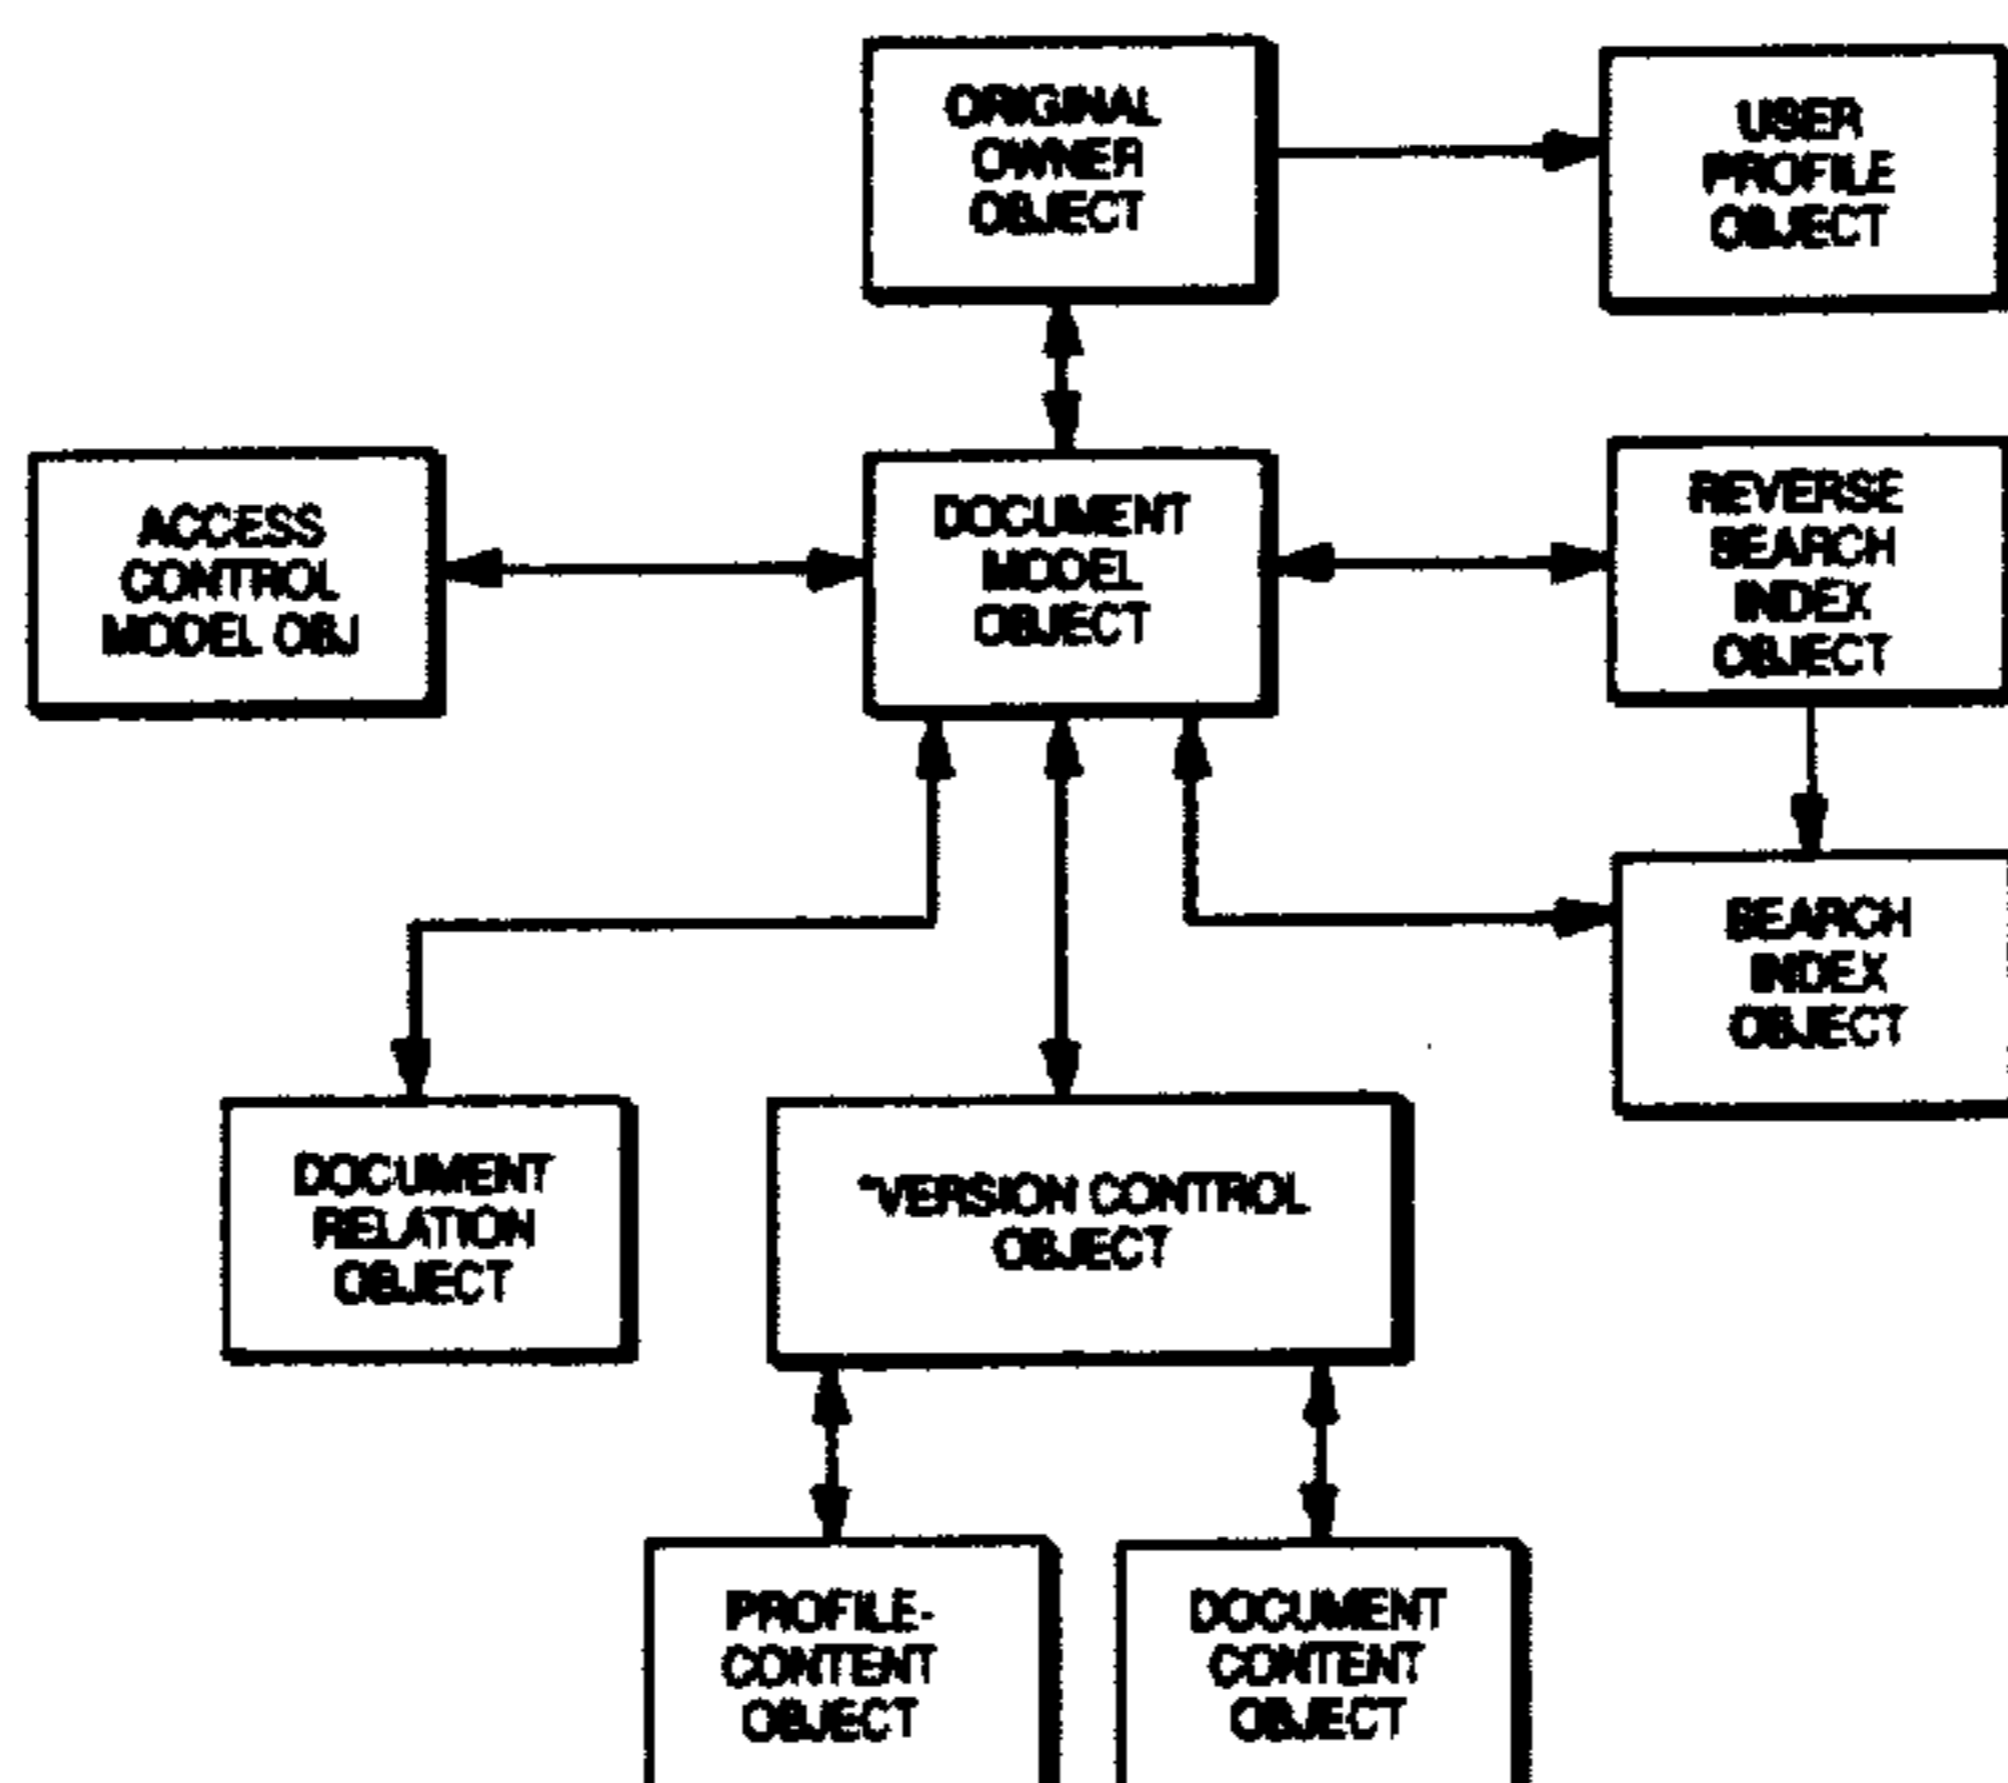 ORIGINAL
OWNER
OBJECT
USER
PROFILE
OBJECT
ACCESS
CONTROL
MODEL OBJ
DOCUMENT
MODEL
OBJECT
REVERSE
SEARCH
INDEX
OBJECT
SEARCH
INDEX
OBJECT
DOCUMENT
RELATION
OBJECT
"VERSION CONTROL
OBJECT
PROFILE-
CONTENT
OBJECT
DOCUMENT
CONTENT
OBJECT